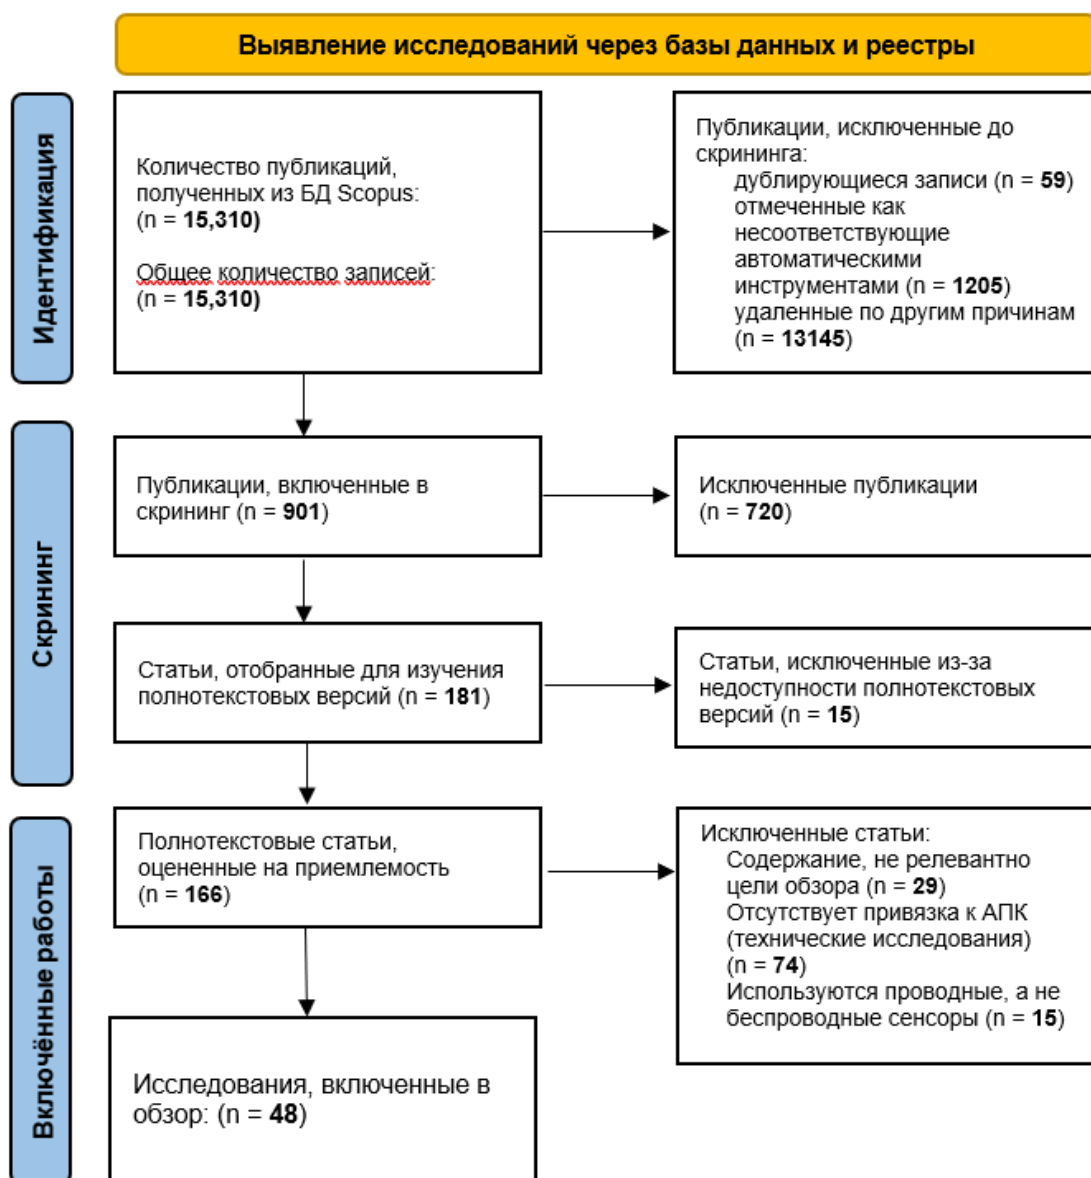 Выявление исследований через базы данных и реестры
Идентификация
Количество публикаций,
полученных из БД Scopus:
(n = 15,310)
Общее количество записей:
(n = 15,310)
Публикации, исключенные до
скрининга:
дублирующиеся записи (n = 59)
отмеченные как
несоответствующие
автоматическими
инструментами (n = 1205)
удаленные по другим причинам
(n = 13145)
Скрининг
Публикации, включенные в
скрининг (n = 901)
Исключенные публикации
(n = 720)
Статьи, отобранные для изучения
полнотекстовых версий (n = 181)
Статьи, исключенные из-за
недоступности полнотекстовых
версий (n = 15)
Включённые работы
Полнотекстовые статьи,
оцененные на приемлемость
(n = 166)
Исключенные статьи:
Содержание, не релевантно
цели обзора (n = 29)
Отсутствует привязка к АПК
(технические исследования)
(n = 74)
Используются проводные, а не
беспроводные сенсоры (n = 15)
Исследования, включенные в
обзор: (n = 48)